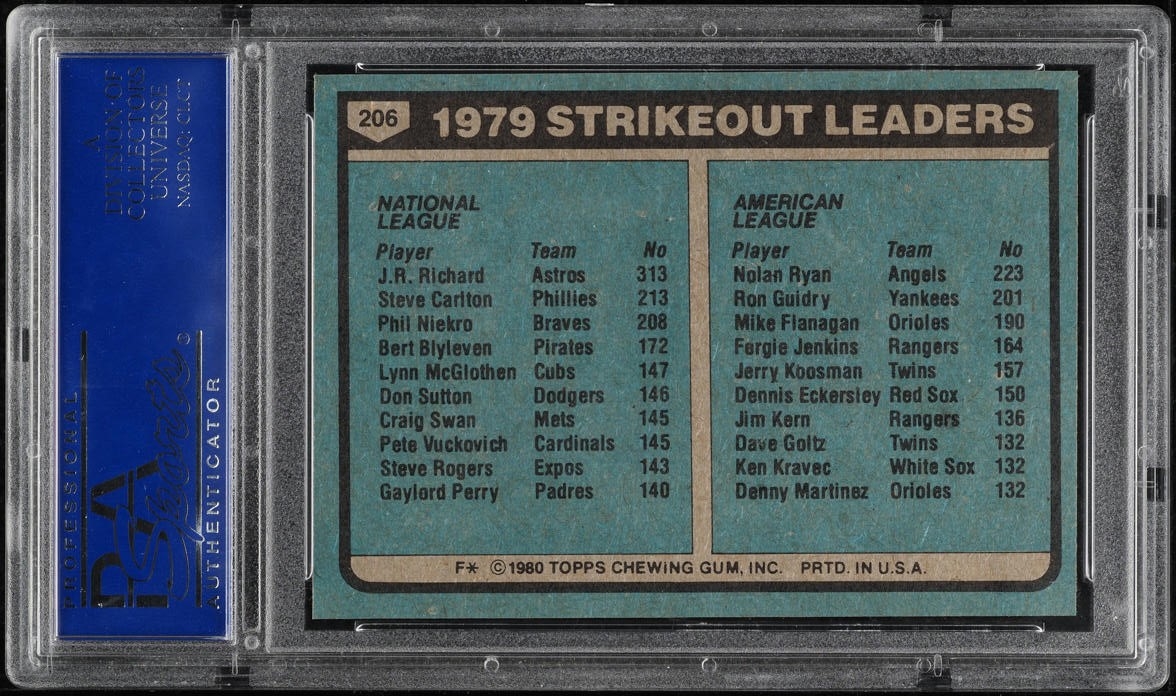 206 1979 STRIKEOUT LEADERS
NATIONAL
LEAGUE
Player Team No
J.R. Richard Astros 313
Steve Carlton Phillies 213
Phil Niekro Braves 208
Bert Blyleven Pirates 172
Lynn McGlothen Cubs 147
Don Sutton Dodgers 146
Craig Swan Mets 145
Pete Vuckovich Cardinals 145
Steve Rogers Expos 143
Gaylord Perry Padres 140
AMERICAN
LEAGUE
Player Team No
Nolan Ryan Angels 223
Ron Guidry Yankees 201
Mike Flanagan Orioles 190
Fergie Jenkins Rangers 164
Jerry Koosman Twins 157
Dennis Eckersley Red Sox 150
Jim Kern Rangers 136
Dave Goltz Twins 132
Ken Kravec White Sox 132
Denny Martinez Orioles 132
F* ©1980 TOPPS CHEWING GUM, INC. PRTD. IN U.S.A.
A
DIVISION OF
COLLECTORS
UNIVERSE
NASDAQ: CLCT
PROFESSIONAL
PSA
Sports
AUTHENTICATOR